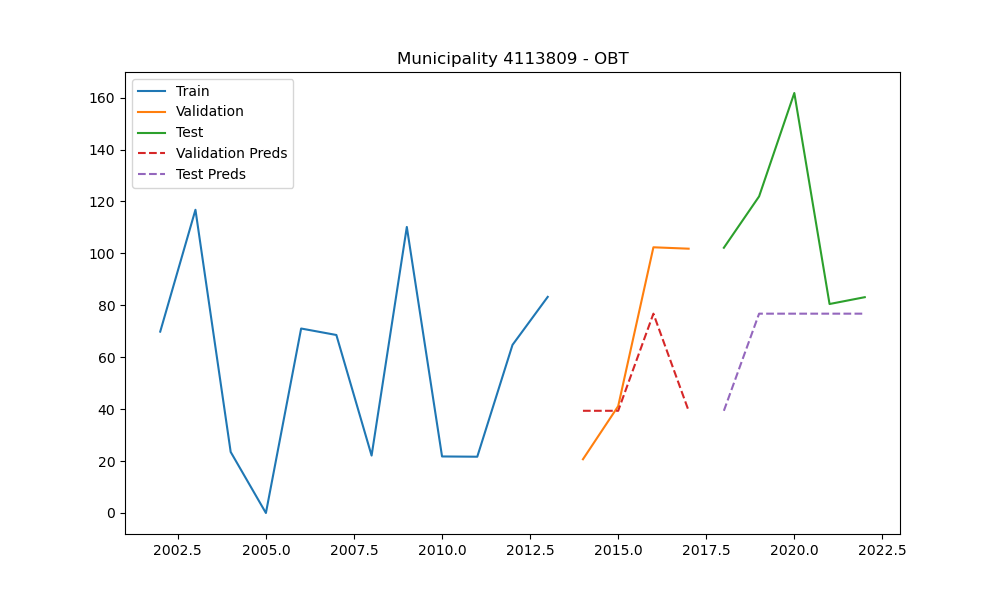 Municipality 4113809 - OBT
Train
Validation
Test
Validation Preds
Test Preds
160
140
120
100
80
60
40
20
0
2002.5 2005.0 2007.5 2010.0 2012.5 2015.0 2017.5 2020.0 2022.5